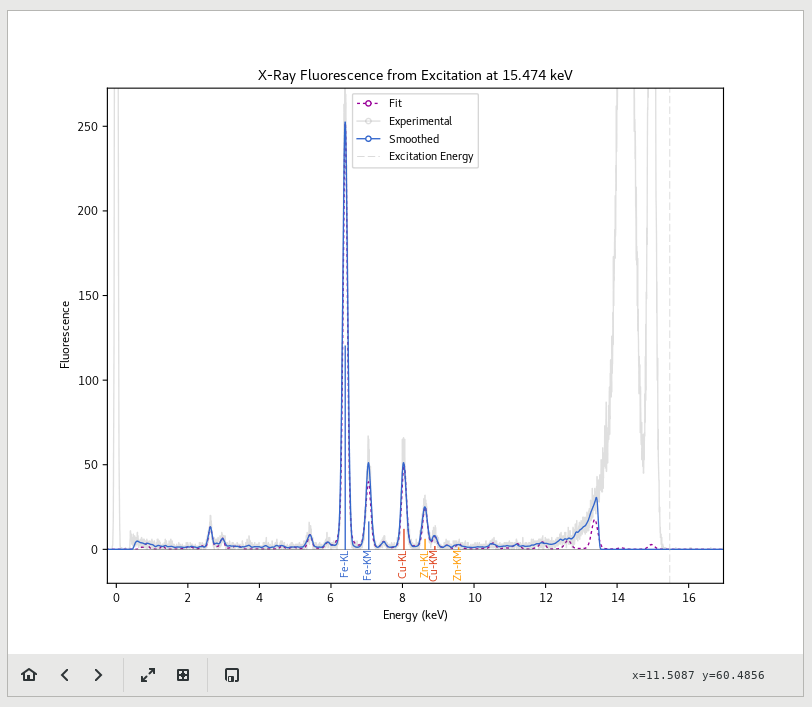 X-Ray Fluorescence from Excitation at 15.474 keV
Fit
Experimental
Smoothed
Excitation Energy
250
200
150
100
50
0
Fluorescence
Fe-KL
Fe-KM
Cu-KL
Zn-KL
Cu-KM
Zn-KM
0 2 4 6 8 10 12 14 16
Energy (keV)
x=11.5087 y=60.4856